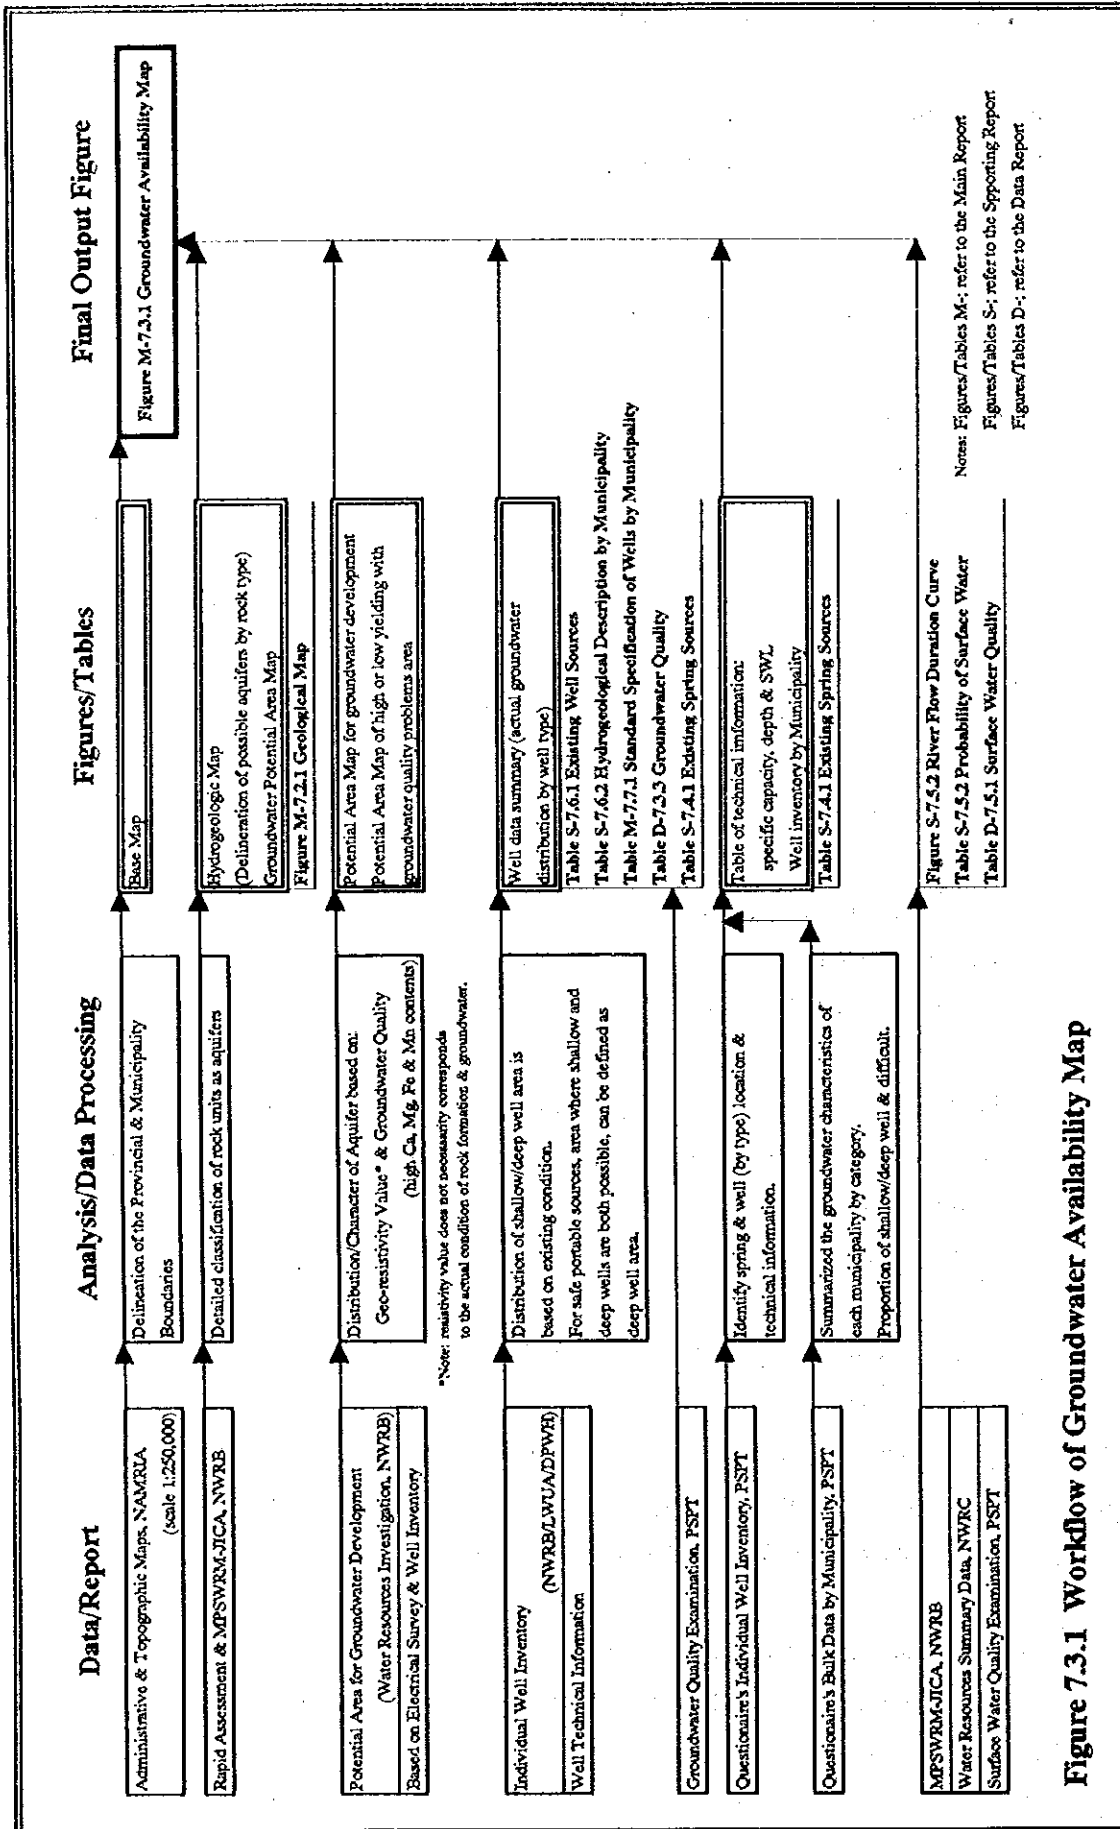 Data/Report
Analysis/Data Processing
Figures/Tables
Final Output Figure
Administrative & Topographic Maps, NAMRIA
(scale 1:250,000)
Delineation of the Provincial & Municipality
Boundaries
Base Map
Figure M-7.3.1 Groundwater Availability Map
Rapid Assessment & MPSWRM-JICA, NWRB
Detailed classification of rock units as aquifers
Hydrogeologic Map
(Delineration of possible aquifers by rock type)
Groundwater Potential Area Map
Figure M-7.2.1 Geological Map
Potential Area for Groundwater Development
(Water Resources Investigation, NWRB)
Based on Electrical Survey & Well Inventory
Distribution/Character of Aquifer based on:
Geo-resistivity Value* & Groundwater Quality
(high Ca, Mg, Fe & Mn contents)
*Note: resistivity value does not necessarity corresponds
to the actual condition of rock formation & groundwater.
Potential Area Map for groundwater development
Potential Area Map of high or low yielding with
groundwater quality problems area
Individual Well Inventory
(NWRB/LWUA/DPWH)
Well Technical Information
Distribution of shallow/deep well area is
based on existing condition.
For safe portable sources, area where shallow and
deep wells are both possible, can be defined as
deep well area.
Well data summary (actual groundwater
distribution by well type)
Table S-7.6.1 Existing Well Sources
Table S-7.6.2 Hydrogeological Description by Municipality
Table M-7.7.1 Standard Specification of Wells by Municipality
Table D-7.3.3 Groundwater Quality
Table S-7.4.1 Existing Spring Sources
Groundwater Quality Examination, PSPT
Questionaire's Individual Well Inventory, PSPT
Identify spring & well (by type) location &
technical information.
Table of technical imformation:
specific capacity, depth & SWL
Well inventory by Municipality
Table S-7.4.1 Existing Spring Sources
Questionaire's Bulk Data by Municipality, PSPT
Summarized the groundwater characteristics of
each municipality by category.
Proportion of shallow/deep well & difficult.
MPSWRM-JICA, NWRB
Water Resources Summary Data, NWRC
Surface Water Quality Examination, PSPT
Figure S-7.5.2 River Flow Duration Curve
Table S-7.5.2 Probability of Surface Water
Table D-7.5.1 Surface Water Quality
Notes: Figures/Tables M-; refer to the Main Report
Figures/Tables S-; refer to the Spporting Report
Figures/Tables D-; refer to the Data Report
Figure 7.3.1 Workflow of Groundwater Availability Map